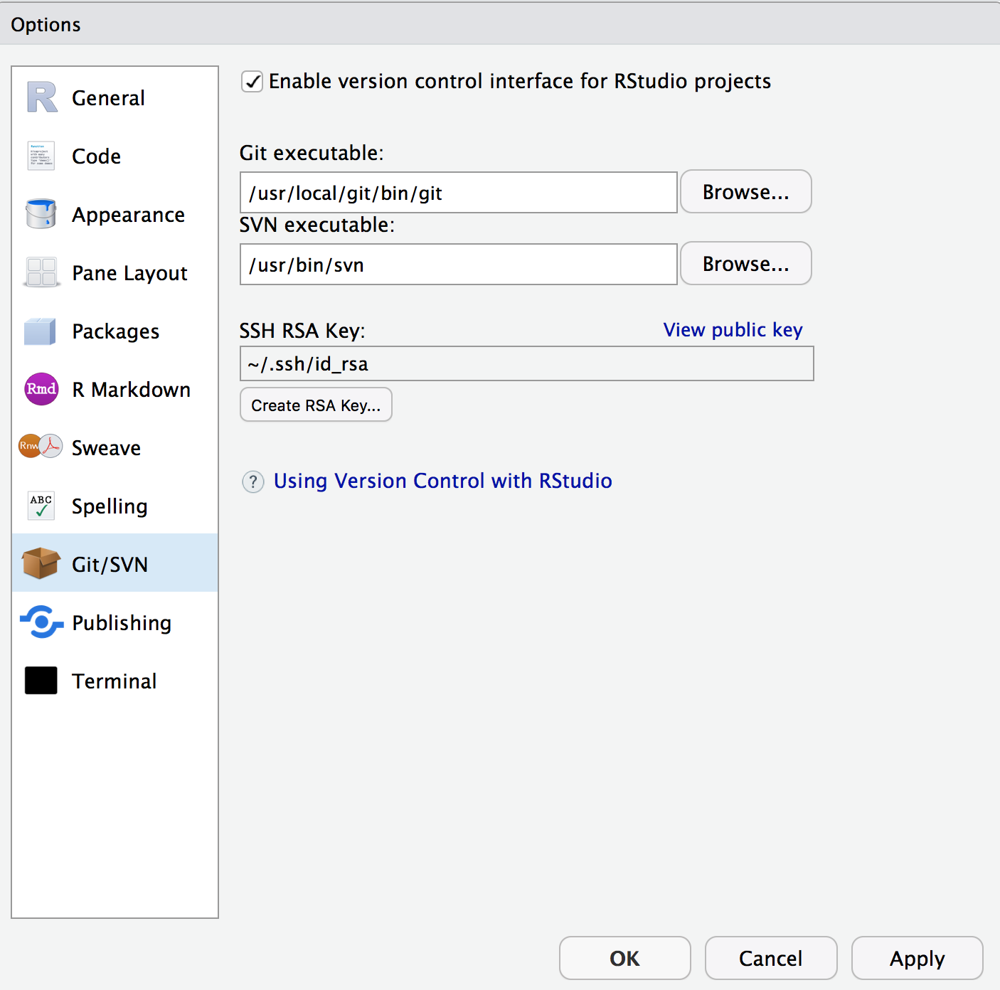 Options
General
Code
Appearance
Pane Layout
Packages
Rmd R Markdown
Rnw Sweave
ABC Spelling
Git/SVN
Publishing
Terminal
Enable version control interface for RStudio projects
Git executable:
/usr/local/git/bin/git Browse...
SVN executable:
/usr/bin/svn Browse...
SSH RSA Key: View public key
~/.ssh/id_rsa
Create RSA Key...
? Using Version Control with RStudio
OK Cancel Apply